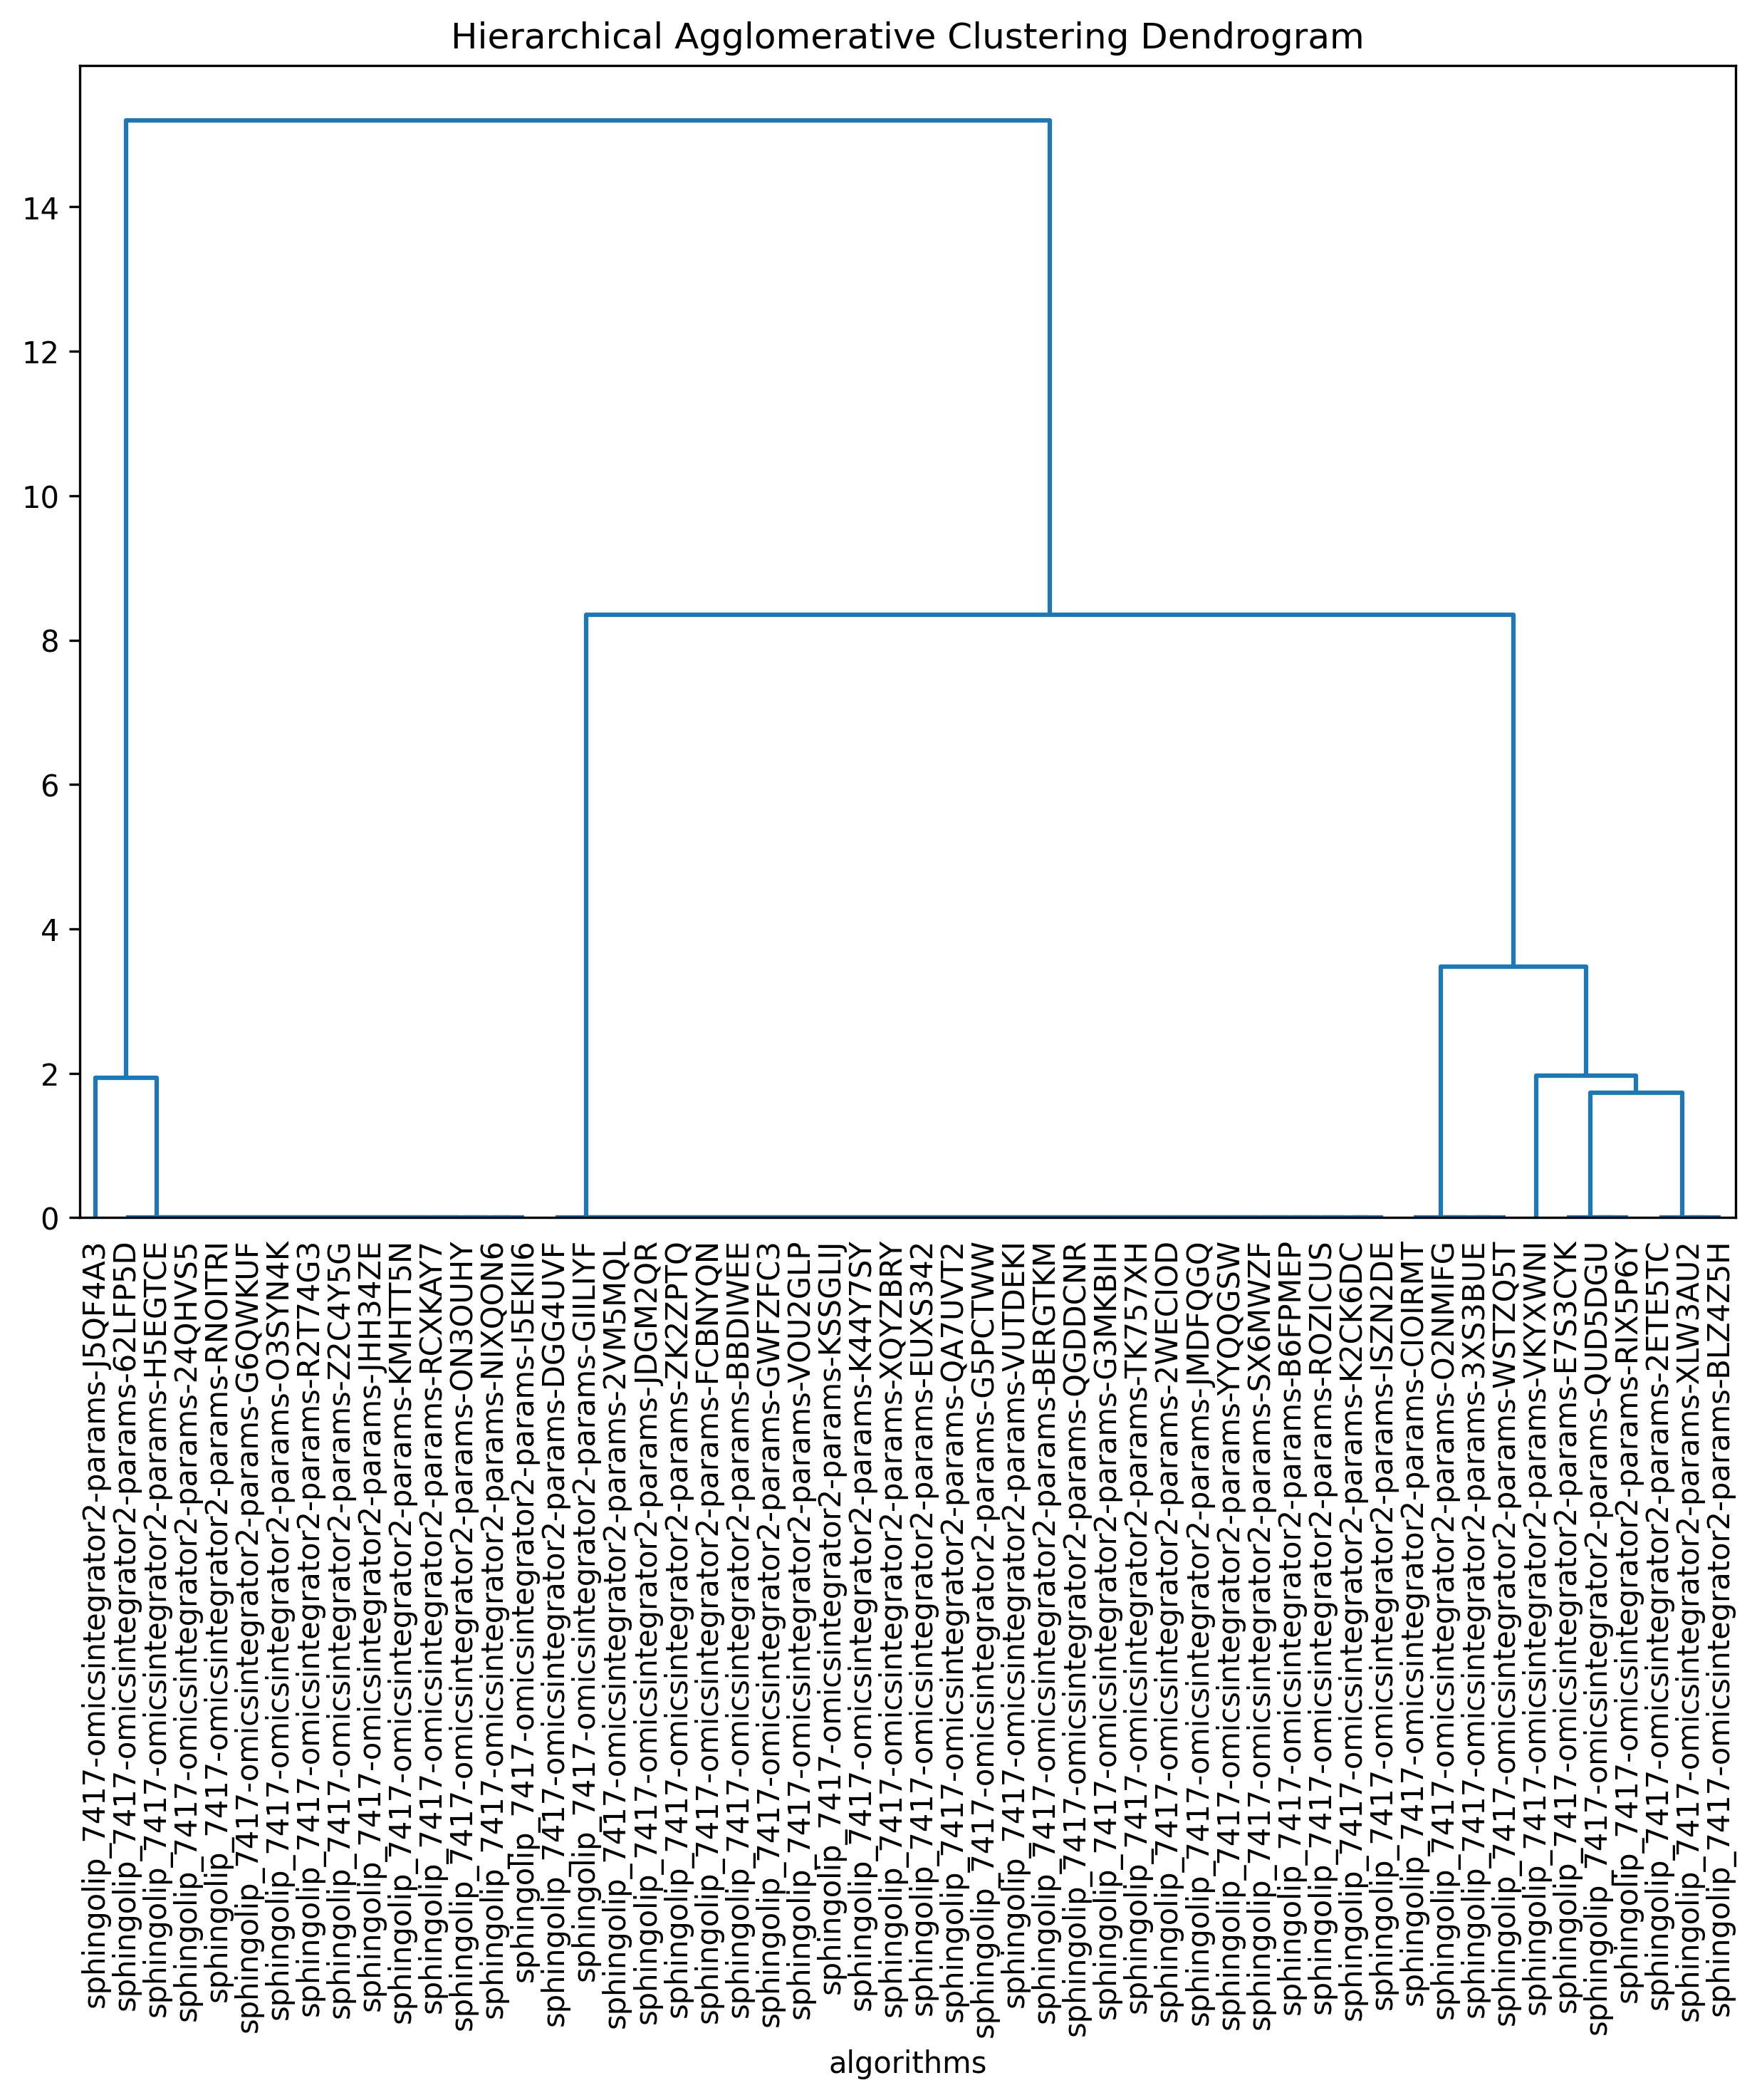 Hierarchical Agglomerative Clustering Dendrogram
14
12
10
8
6
4
2
0
sphingolip_7417-omicsintegrator2-params-J5QF4A3
sphingolip_7417-omicsintegrator2-params-62LFP5D
sphingolip_7417-omicsintegrator2-params-H5EGTCE
sphingolip_7417-omicsintegrator2-params-24QHVS5
sphingolip_7417-omicsintegrator2-params-RNOITRI
sphingolip_7417-omicsintegrator2-params-G6QWKUF
sphingolip_7417-omicsintegrator2-params-O3SYN4K
sphingolip_7417-omicsintegrator2-params-R2T74G3
sphingolip_7417-omicsintegrator2-params-Z2C4Y5G
sphingolip_7417-omicsintegrator2-params-JHH34ZE
sphingolip_7417-omicsintegrator2-params-KMHTT5N
sphingolip_7417-omicsintegrator2-params-RCXKAY7
sphingolip_7417-omicsintegrator2-params-ON3OUHY
sphingolip_7417-omicsintegrator2-params-NIXQON6
sphingolip_7417-omicsintegrator2-params-I5EKII6
sphingolip_7417-omicsintegrator2-params-DGG4UVF
sphingolip_7417-omicsintegrator2-params-GIILIYF
sphingolip_7417-omicsintegrator2-params-2VM5MQL
sphingolip_7417-omicsintegrator2-params-JDGM2QR
sphingolip_7417-omicsintegrator2-params-ZK2ZPTQ
sphingolip_7417-omicsintegrator2-params-FCBNYQN
sphingolip_7417-omicsintegrator2-params-BBDIWEE
sphingolip_7417-omicsintegrator2-params-GWFZFC3
sphingolip_7417-omicsintegrator2-params-VOU2GLP
sphingolip_7417-omicsintegrator2-params-KSSGLIJ
sphingolip_7417-omicsintegrator2-params-K44Y7SY
sphingolip_7417-omicsintegrator2-params-XQYZBRY
sphingolip_7417-omicsintegrator2-params-EUXS342
sphingolip_7417-omicsintegrator2-params-QA7UVT2
sphingolip_7417-omicsintegrator2-params-G5PCTWW
sphingolip_7417-omicsintegrator2-params-VUTDEKI
sphingolip_7417-omicsintegrator2-params-BERGTKM
sphingolip_7417-omicsintegrator2-params-QGDDCNR
sphingolip_7417-omicsintegrator2-params-G3MKBIH
sphingolip_7417-omicsintegrator2-params-TK757XH
sphingolip_7417-omicsintegrator2-params-2WECIOD
sphingolip_7417-omicsintegrator2-params-JMDFQGQ
sphingolip_7417-omicsintegrator2-params-YYQQGSW
sphingolip_7417-omicsintegrator2-params-SX6MWZF
sphingolip_7417-omicsintegrator2-params-B6FPMEP
sphingolip_7417-omicsintegrator2-params-ROZICUS
sphingolip_7417-omicsintegrator2-params-K2CK6DC
sphingolip_7417-omicsintegrator2-params-ISZN2DE
sphingolip_7417-omicsintegrator2-params-CIOIRMT
sphingolip_7417-omicsintegrator2-params-O2NMIFG
sphingolip_7417-omicsintegrator2-params-3XS3BUE
sphingolip_7417-omicsintegrator2-params-WSTZQ5T
sphingolip_7417-omicsintegrator2-params-VKYXWNI
sphingolip_7417-omicsintegrator2-params-E7S3CYK
sphingolip_7417-omicsintegrator2-params-QUD5DGU
sphingolip_7417-omicsintegrator2-params-RIX5P6Y
sphingolip_7417-omicsintegrator2-params-2ETE5TC
sphingolip_7417-omicsintegrator2-params-XLW3AU2
sphingolip_7417-omicsintegrator2-params-BLZ4Z5H
algorithms